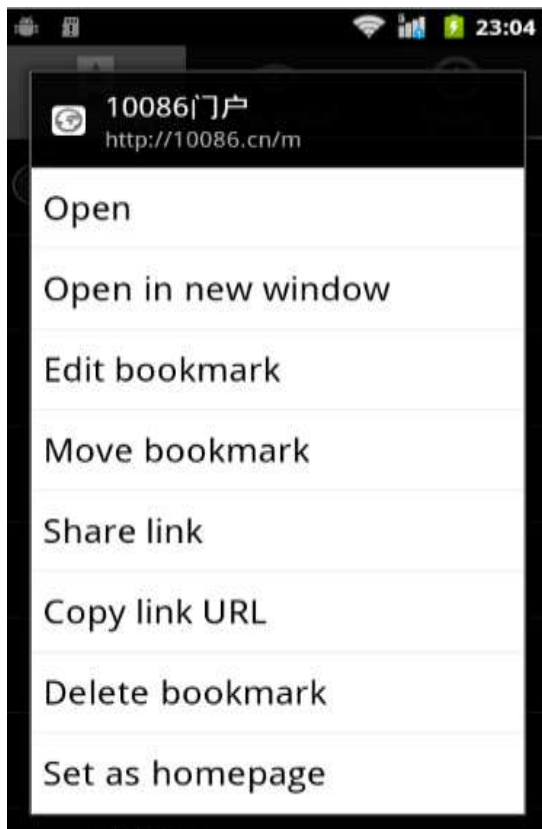 23:04
10086门户
http://10086.cn/m
Open
Open in new window
Edit bookmark
Move bookmark
Share link
Copy link URL
Delete bookmark
Set as homepage